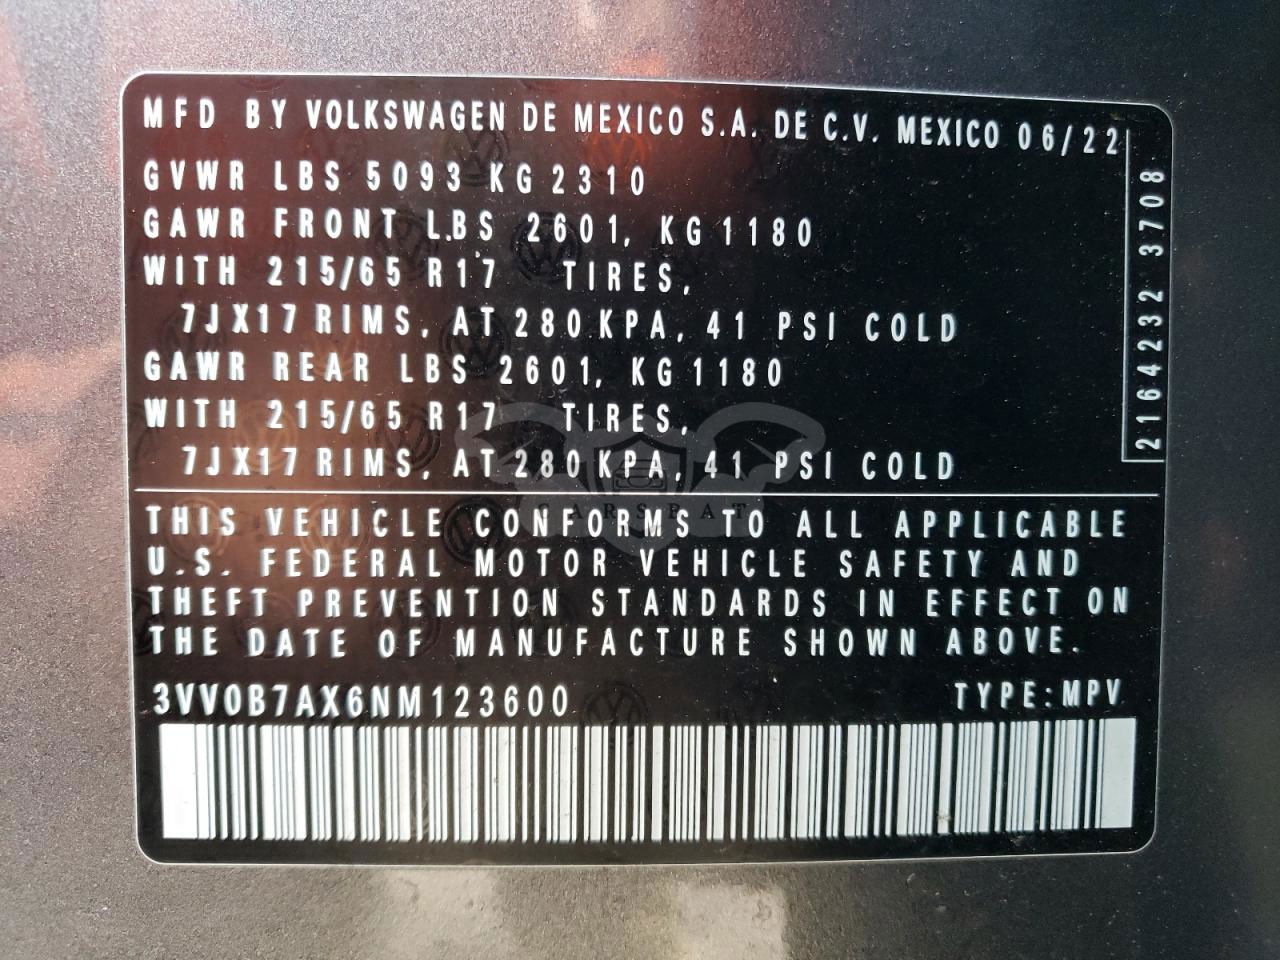 MFD BY VOLKSWAGEN DE MEXICO S.A. DE C.V. MEXICO 06/22
GVWR LBS 5093 KG 2310
GAWR FRONT LBS 2601, KG 1180
WITH 215/65 R17 TIRES,
7JX17 RIMS, AT 280 KPA, 41 PSI COLD
GAWR REAR LBS 2601, KG 1180
WITH 215/65 R17 TIRES,
7JX17 RIMS, AT 280 KPA, 41 PSI COLD
2164232 3708
CARSBAT
THIS VEHICLE CONFORMS TO ALL APPLICABLE
U.S. FEDERAL MOTOR VEHICLE SAFETY AND
THEFT PREVENTION STANDARDS IN EFFECT ON
THE DATE OF MANUFACTURE SHOWN ABOVE.
3VV0B7AX6NM123600 TYPE: MPV